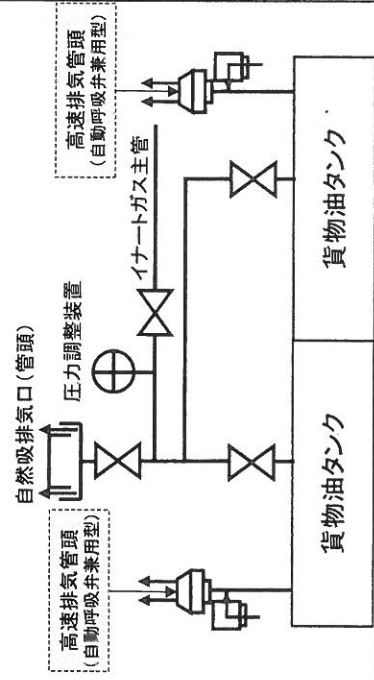 高速排気管頭
(自動呼吸弁兼用型)
自然吸排気口(管頭)
圧力調整装置
イナートガス主管
高速排気管頭
(自動呼吸弁兼用型)
貨物油タンク
貨物油タンク